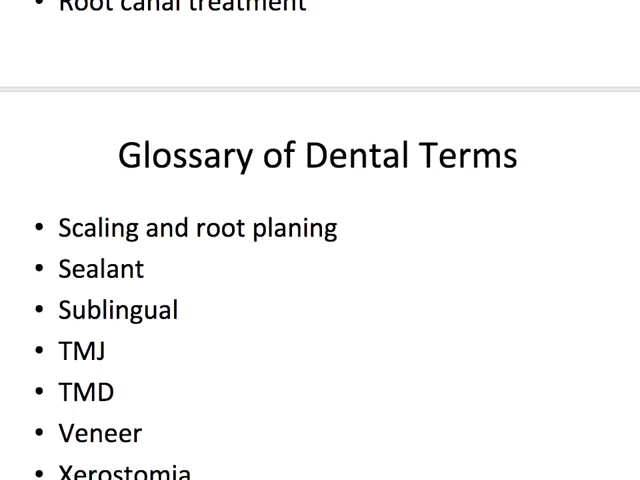 • Root canal treatment
Glossary of Dental Terms
• Scaling and root planing
• Sealant
• Sublingual
• TMJ
• TMD
• Veneer
• Xerostomia